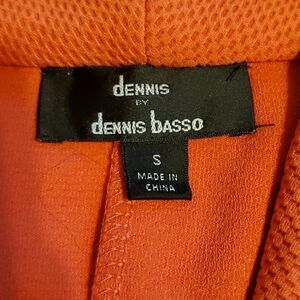 dENNIS
BY
dENNIS bASSO
S
MADE IN
CHINA